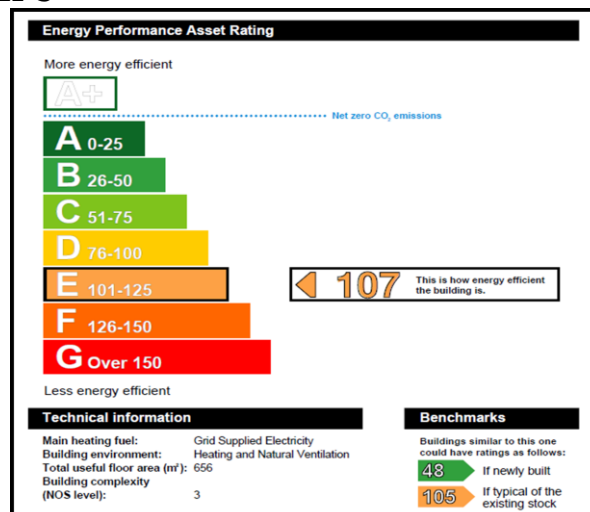 Energy Performance Asset Rating
More energy efficient
A+
Net zero CO₂ emissions
A 0-25
B 26-50
C 51-75
D 76-100
E 101-125
107 This is how energy efficient
the building is.
F 126-150
G Over 150
Less energy efficient
Technical information
Main heating fuel: Grid Supplied Electricity
Building environment: Heating and Natural Ventilation
Total useful floor area (m²): 656
Building complexity
(NOS level): 3
Benchmarks
Buildings similar to this one
could have ratings as follows:
48 If newly built
105 If typical of the
existing stock